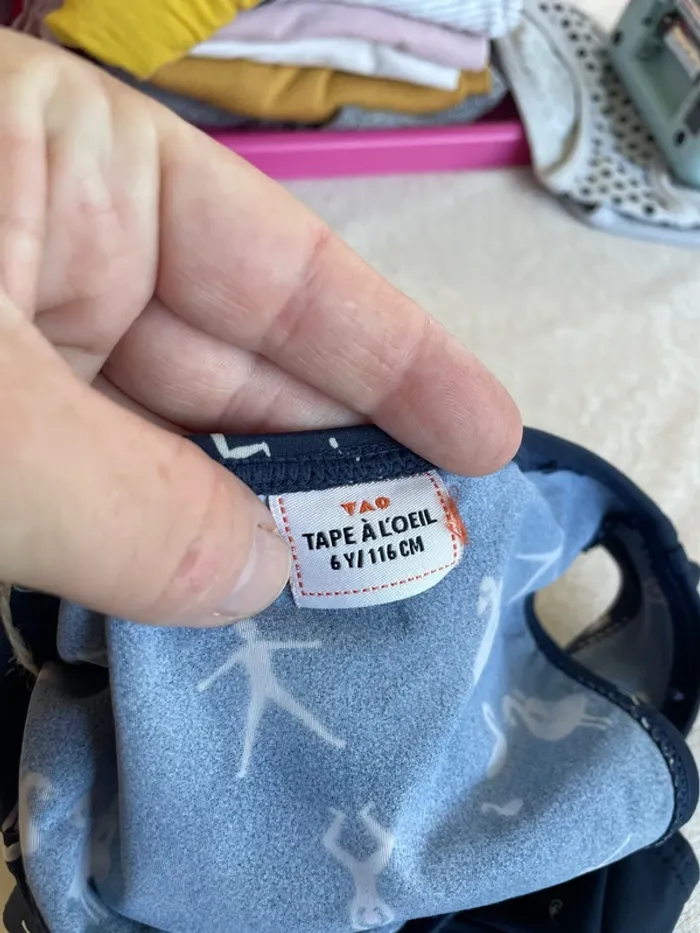 TAO
TAPE À L'OEIL
6 Y/ 116 CM